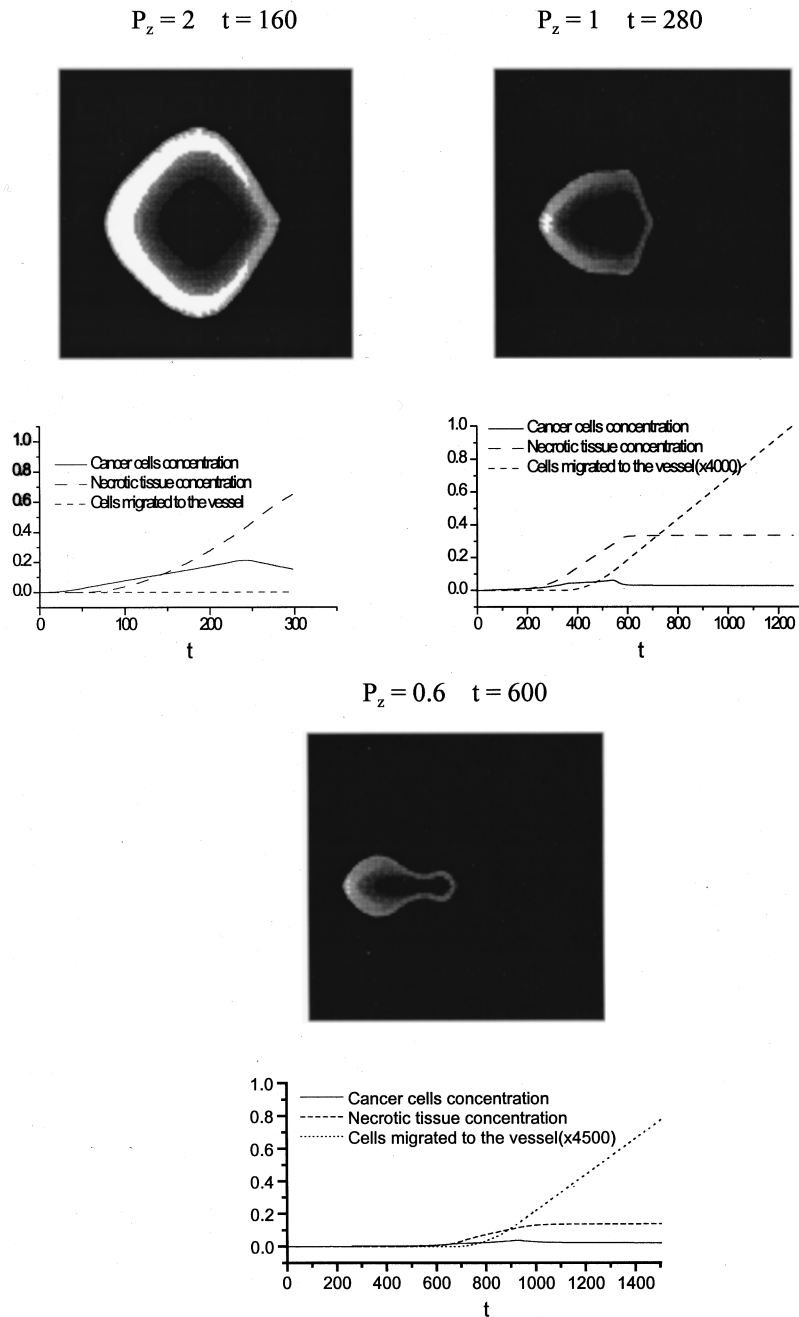 P_z = 2 t = 160
P_z = 1 t = 280
1.0
0.8
0.6
0.4
0.2
0.0
Cancer cells concentration
Necrotic tissue concentration
Cells migrated to the vessel
0 100 200 300
t
1.0
0.8
0.6
0.4
0.2
0.0
Cancer cells concentration
Necrotic tissue concentration
Cells migrated to the vessel(x4000)
0 200 400 600 800 1000 1200
t
P_z = 0.6 t = 600
1.0
0.8
0.6
0.4
0.2
0.0
Cancer cells concentration
Necrotic tissue concentration
Cells migrated to the vessel(x4500)
0 200 400 600 800 1000 1200 1400
t